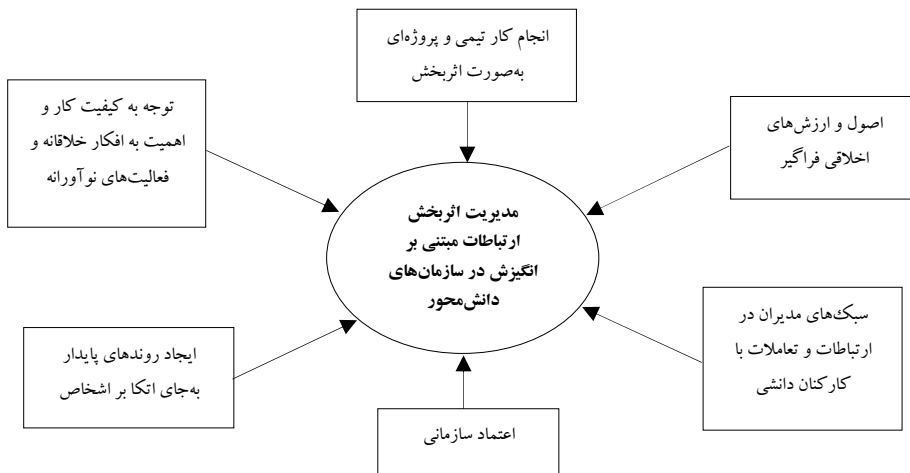 انجام کار تیمی و پروژه‌ای
به‌صورت اثربخش
اصول و ارزش‌های
اخلاقی فراگیر
توجه به کیفیت کار و
اهمیت به افکار خلاقانه و
فعالیت‌های نوآورانه
مدیریت اثربخش
ارتباطات مبتنی بر
انگیزش در سازمان‌های
دانش‌محور
سبک‌های مدیران در
ارتباطات و تعاملات با
کارکنان دانشی
ایجاد روندهای پایدار
به‌جای اتکا بر اشخاص
اعتماد سازمانی